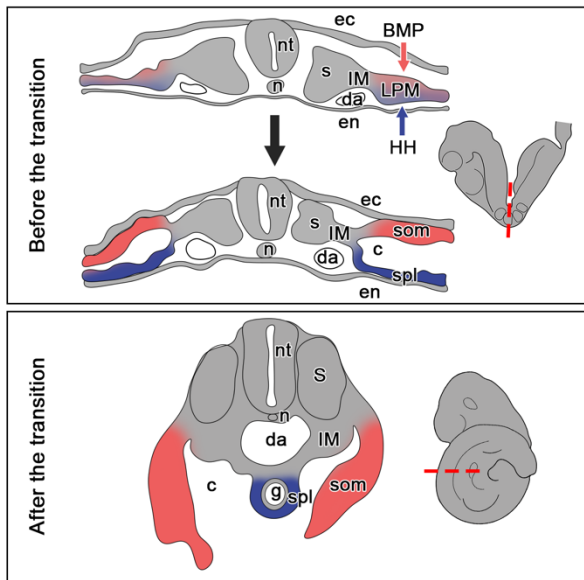 Before the transition
ec
BMP
nt
s
IM
LPM
n
da
en
HH
ec
nt
s
IM
som
n
da
c
spl
en
After the transition
nt
S
n
da
IM
c
g
spl
som